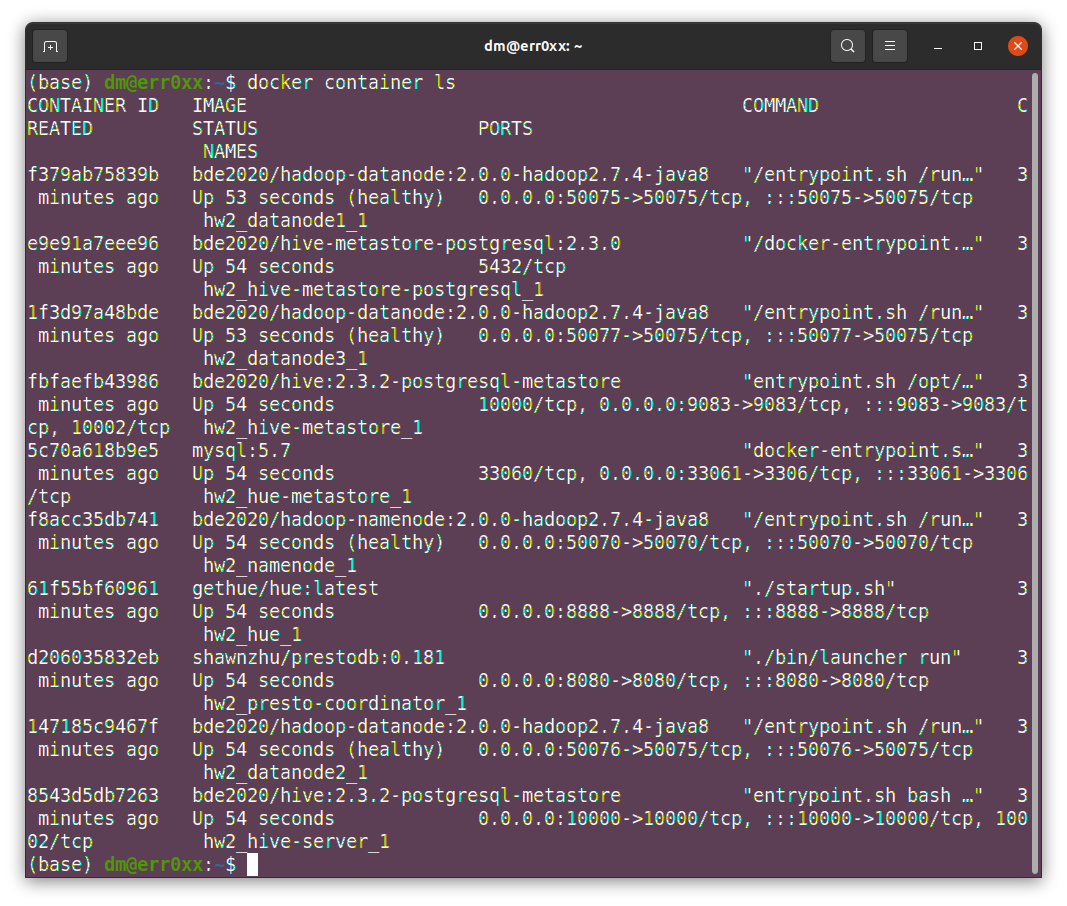 dm@err0xx: ~
(base) dm@err0xx:~$ docker container ls
CONTAINER ID   IMAGE                                             COMMAND                  C
REATED         STATUS                    PORTS
                NAMES
f379ab75839b   bde2020/hadoop-datanode:2.0.0-hadoop2.7.4-java8   "/entrypoint.sh /run…"   3
 minutes ago   Up 53 seconds (healthy)   0.0.0.0:50075->50075/tcp, :::50075->50075/tcp
                hw2_datanode1_1
e9e91a7eee96   bde2020/hive-metastore-postgresql:2.3.0           "/docker-entrypoint.…"   3
 minutes ago   Up 54 seconds             5432/tcp
                hw2_hive-metastore-postgresql_1
1f3d97a48bde   bde2020/hadoop-datanode:2.0.0-hadoop2.7.4-java8   "/entrypoint.sh /run…"   3
 minutes ago   Up 53 seconds (healthy)   0.0.0.0:50077->50075/tcp, :::50077->50075/tcp
                hw2_datanode3_1
fbfaefb43986   bde2020/hive:2.3.2-postgresql-metastore           "entrypoint.sh /opt/…"   3
 minutes ago   Up 54 seconds             10000/tcp, 0.0.0.0:9083->9083/tcp, :::9083->9083/t
cp, 10002/tcp   hw2_hive-metastore_1
5c70a618b9e5   mysql:5.7                                         "docker-entrypoint.s…"   3
 minutes ago   Up 54 seconds             33060/tcp, 0.0.0.0:33061->3306/tcp, :::33061->3306
/tcp            hw2_hue-metastore_1
f8acc35db741   bde2020/hadoop-namenode:2.0.0-hadoop2.7.4-java8   "/entrypoint.sh /run…"   3
 minutes ago   Up 54 seconds (healthy)   0.0.0.0:50070->50070/tcp, :::50070->50070/tcp
                hw2_namenode_1
61f55bf60961   gethue/hue:latest                                 "./startup.sh"           3
 minutes ago   Up 54 seconds             0.0.0.0:8888->8888/tcp, :::8888->8888/tcp
                hw2_hue_1
d206035832eb   shawnzhu/prestodb:0.181                           "./bin/launcher run"     3
 minutes ago   Up 54 seconds             0.0.0.0:8080->8080/tcp, :::8080->8080/tcp
                hw2_presto-coordinator_1
147185c9467f   bde2020/hadoop-datanode:2.0.0-hadoop2.7.4-java8   "/entrypoint.sh /run…"   3
 minutes ago   Up 54 seconds (healthy)   0.0.0.0:50076->50075/tcp, :::50076->50075/tcp
                hw2_datanode2_1
8543d5db7263   bde2020/hive:2.3.2-postgresql-metastore           "entrypoint.sh bash …"   3
 minutes ago   Up 54 seconds             0.0.0.0:10000->10000/tcp, :::10000->10000/tcp, 100
02/tcp          hw2_hive-server_1
(base) dm@err0xx:~$